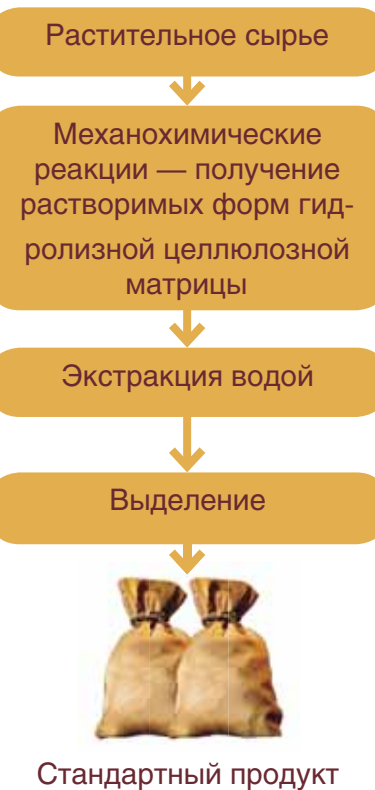 Растительное сырье
Механохимические
реакции — получение
растворимых форм гид-
ролизной целлюлозной
матрицы
Экстракция водой
Выделение
Стандартный продукт